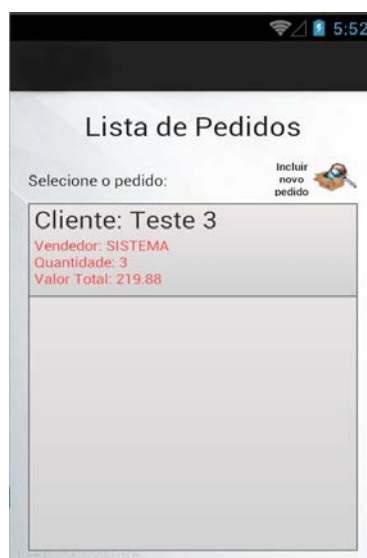 5:52
Lista de Pedidos
Selecione o pedido:
Incluir
novo
pedido
Cliente: Teste 3
Vendedor: SISTEMA
Quantidade: 3
Valor Total: 219.88